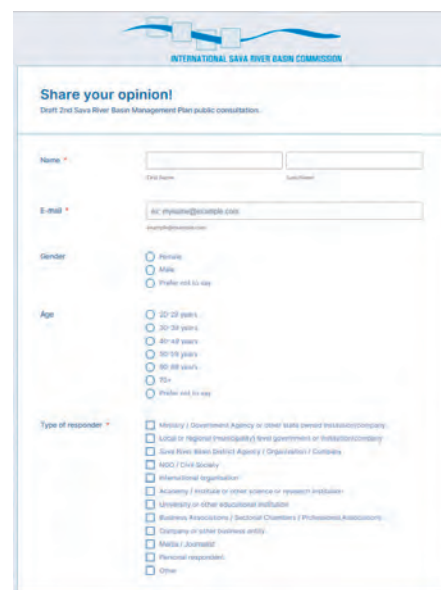 INTERNATIONAL SAVA RIVER BASIN COMMISSION
Share your opinion!
Draft 2nd Sava River Basin Management Plan public consultation.
Name *
First Name
E-mail *
ex: myname@example.com
example@example.com
Gender
Female
Male
Prefer not to say
Age
20-29 years
30-39 years
40-49 years
50-59 years
60-69 years
70+
Prefer not to say
Type of responder *
Ministry / Government Agency or other state owned institution/company
Local or regional (municipality) level government or institution/company
Sava River Basin District Agency / Organisation / Company
NGO / Civil Society
International organisation
Academy / Institute or other science or research institution
University or other educational institution
Business Associations / Sectorial Chambers / Professional Associations
Company or other business entity
Media / Journalist
Personal respondent
Other